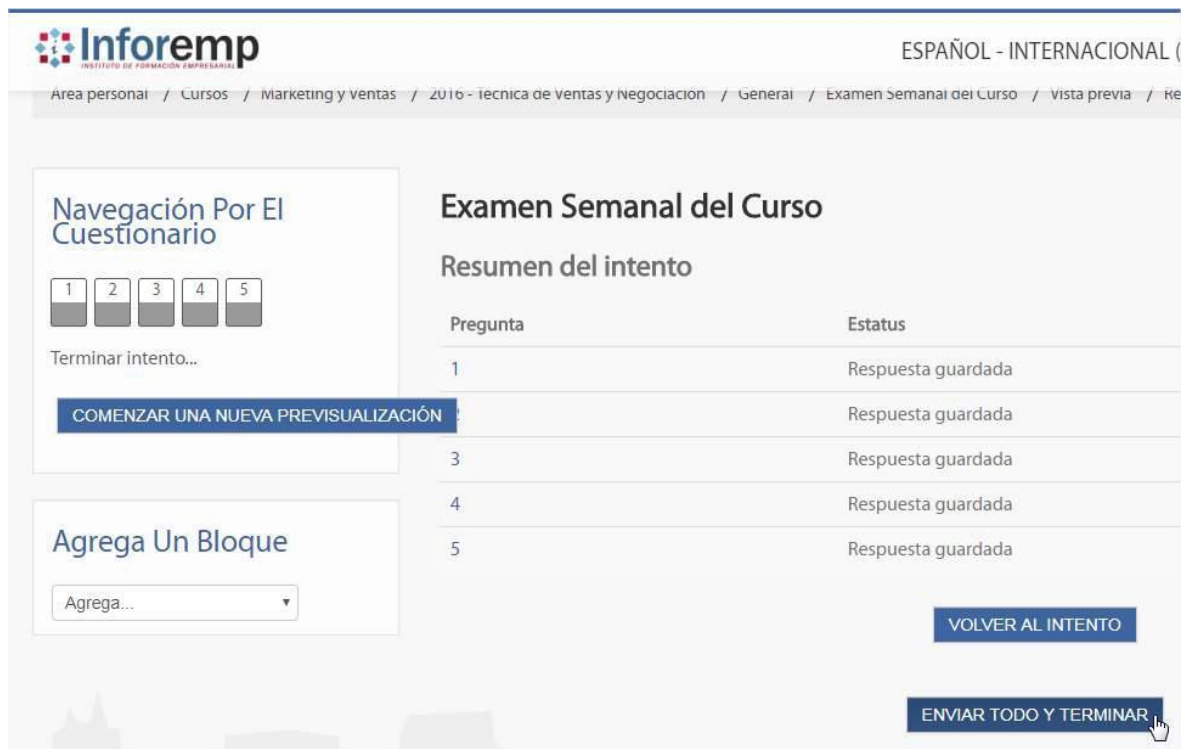 Inforemp
INSTITUTO DE FORMACIÓN EMPRESARIAL
ESPAÑOL - INTERNACIONAL (
Área personal / Cursos / Marketing y Ventas / 2016 - Técnica de Ventas y Negociación / General / Examen Semanal del Curso / Vista previa / Re
Navegación Por El
Cuestionario
1 2 3 4 5
Terminar intento...
COMENZAR UNA NUEVA PREVISUALIZACIÓN
Agrega Un Bloque
Agrega...
Examen Semanal del Curso
Resumen del intento
Pregunta Estatus
1 Respuesta guardada
Respuesta guardada
3 Respuesta guardada
4 Respuesta guardada
5 Respuesta guardada
VOLVER AL INTENTO
ENVIAR TODO Y TERMINAR